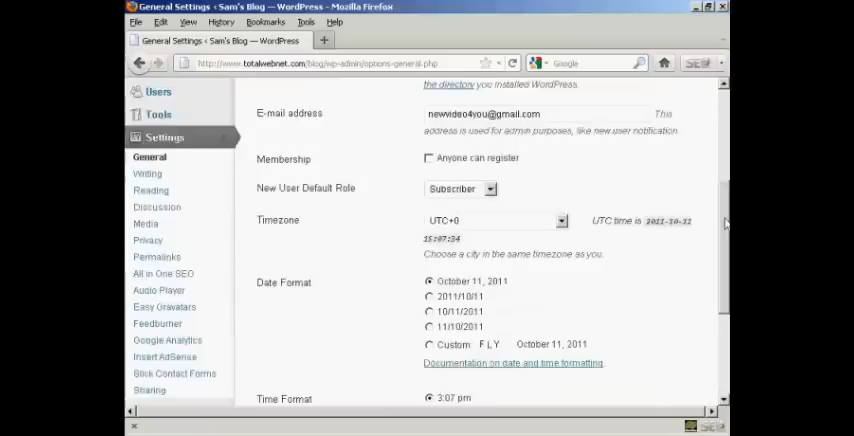 General Settings ‹ Sam's Blog — WordPress - Mozilla Firefox
File Edit View History Bookmarks Tools Help
General Settings ‹ Sam's Blog — WordPress +
http://www.totalwebnet.com/blog/wp-admin/options-general.php Google
the directory you installed WordPress.
Users
E-mail address newvideo4you@gmail.com This
Tools
address is used for admin purposes, like new user notification.
Settings
General
Membership Anyone can register
Writing
New User Default Role Subscriber
Reading
Discussion
Timezone UTC+0 UTC time is 2011-10-11
Media
15:07:34
Privacy
Choose a city in the same timezone as you.
Permalinks
All in One SEO
Date Format October 11, 2011
Audio Player
2011/10/11
Easy Gravatars
10/11/2011
Feedburner
11/10/2011
Google Analytics
Custom F L Y October 11, 2011
Insert AdSense
Documentation on date and time formatting.
Slick Contact Forms
Sharing
Time Format 3:07 pm